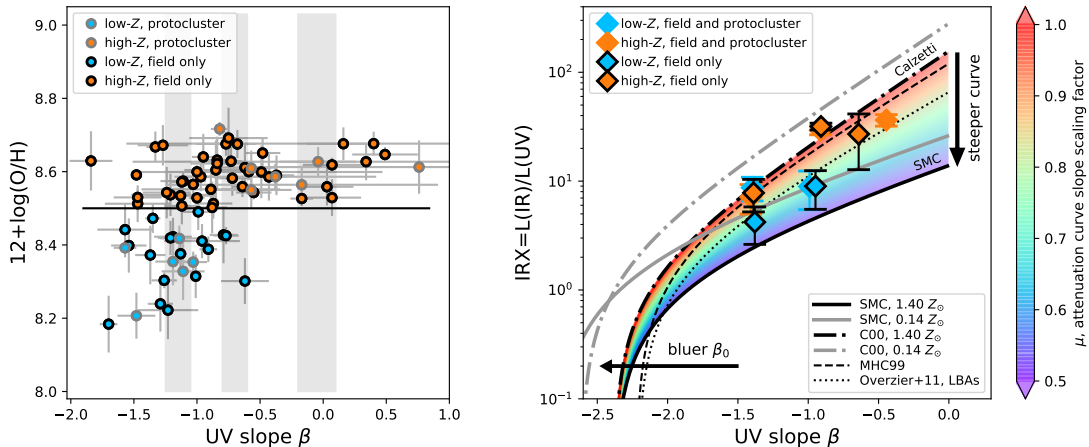 9.0
8.8
8.6
8.4
8.2
8.0
12+log(O/H)
low-Z, protocluster
high-Z, protocluster
low-Z, field only
high-Z, field only
−2.0
−1.5
−1.0
−0.5
0.0
0.5
1.0
UV slope β
10²
10¹
10⁰
10⁻¹
IRX=L(IR)/L(UV)
low-Z, field and protocluster
high-Z, field and protocluster
low-Z, field only
high-Z, field only
Calzetti
SMC
steeper curve
bluer β₀
SMC, 1.40 Z⊙
SMC, 0.14 Z⊙
C00, 1.40 Z⊙
C00, 0.14 Z⊙
MHC99
Overzier+11, LBAs
−2.5
−2.0
−1.5
−1.0
−0.5
0.0
UV slope β
1.0
0.9
0.8
0.7
0.6
0.5
μ, attenuation curve slope scaling factor